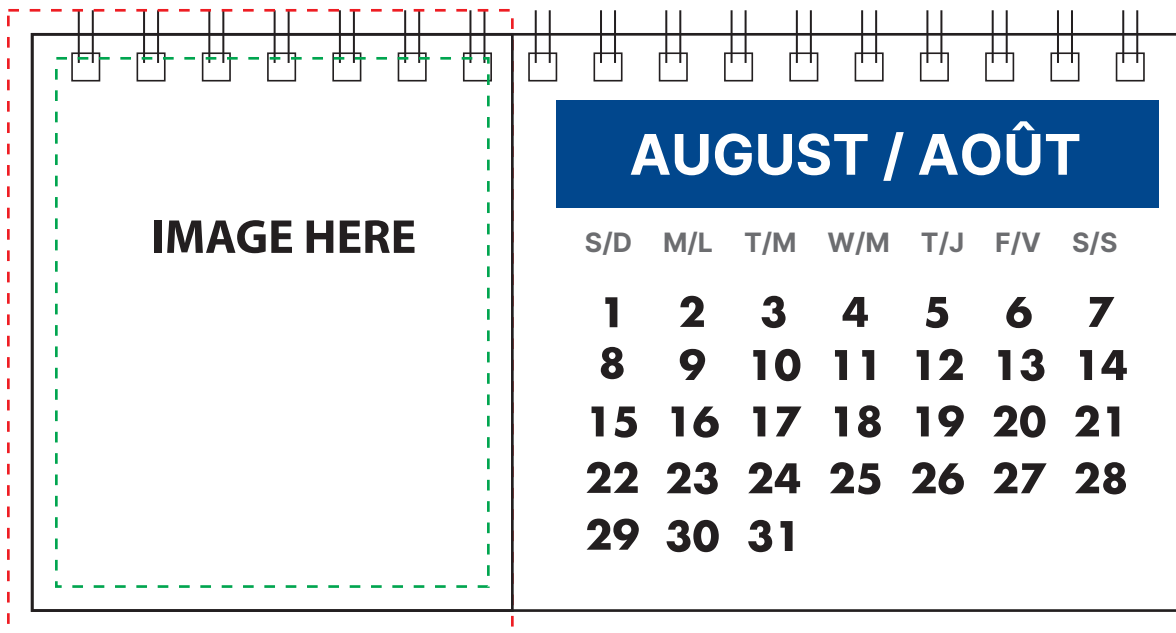 IMAGE HERE
AUGUST / AOÛT
S/D M/L T/M W/M T/J F/V S/S
1 2 3 4 5 6 7
8 9 10 11 12 13 14
15 16 17 18 19 20 21
22 23 24 25 26 27 28
29 30 31